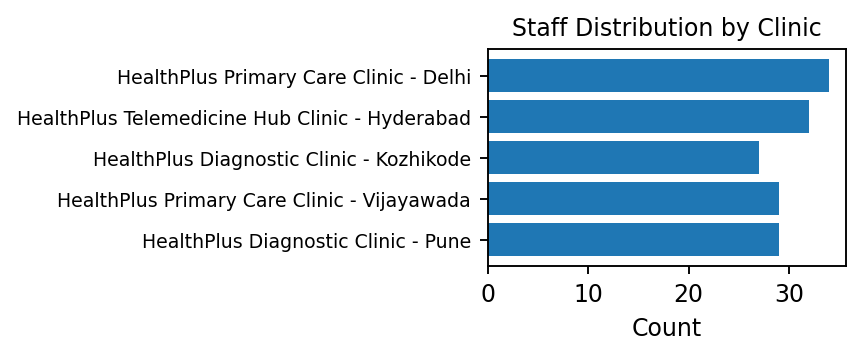 Staff Distribution by Clinic
HealthPlus Primary Care Clinic - Delhi
HealthPlus Telemedicine Hub Clinic - Hyderabad
HealthPlus Diagnostic Clinic - Kozhikode
HealthPlus Primary Care Clinic - Vijayawada
HealthPlus Diagnostic Clinic - Pune
0 10 20 30
Count